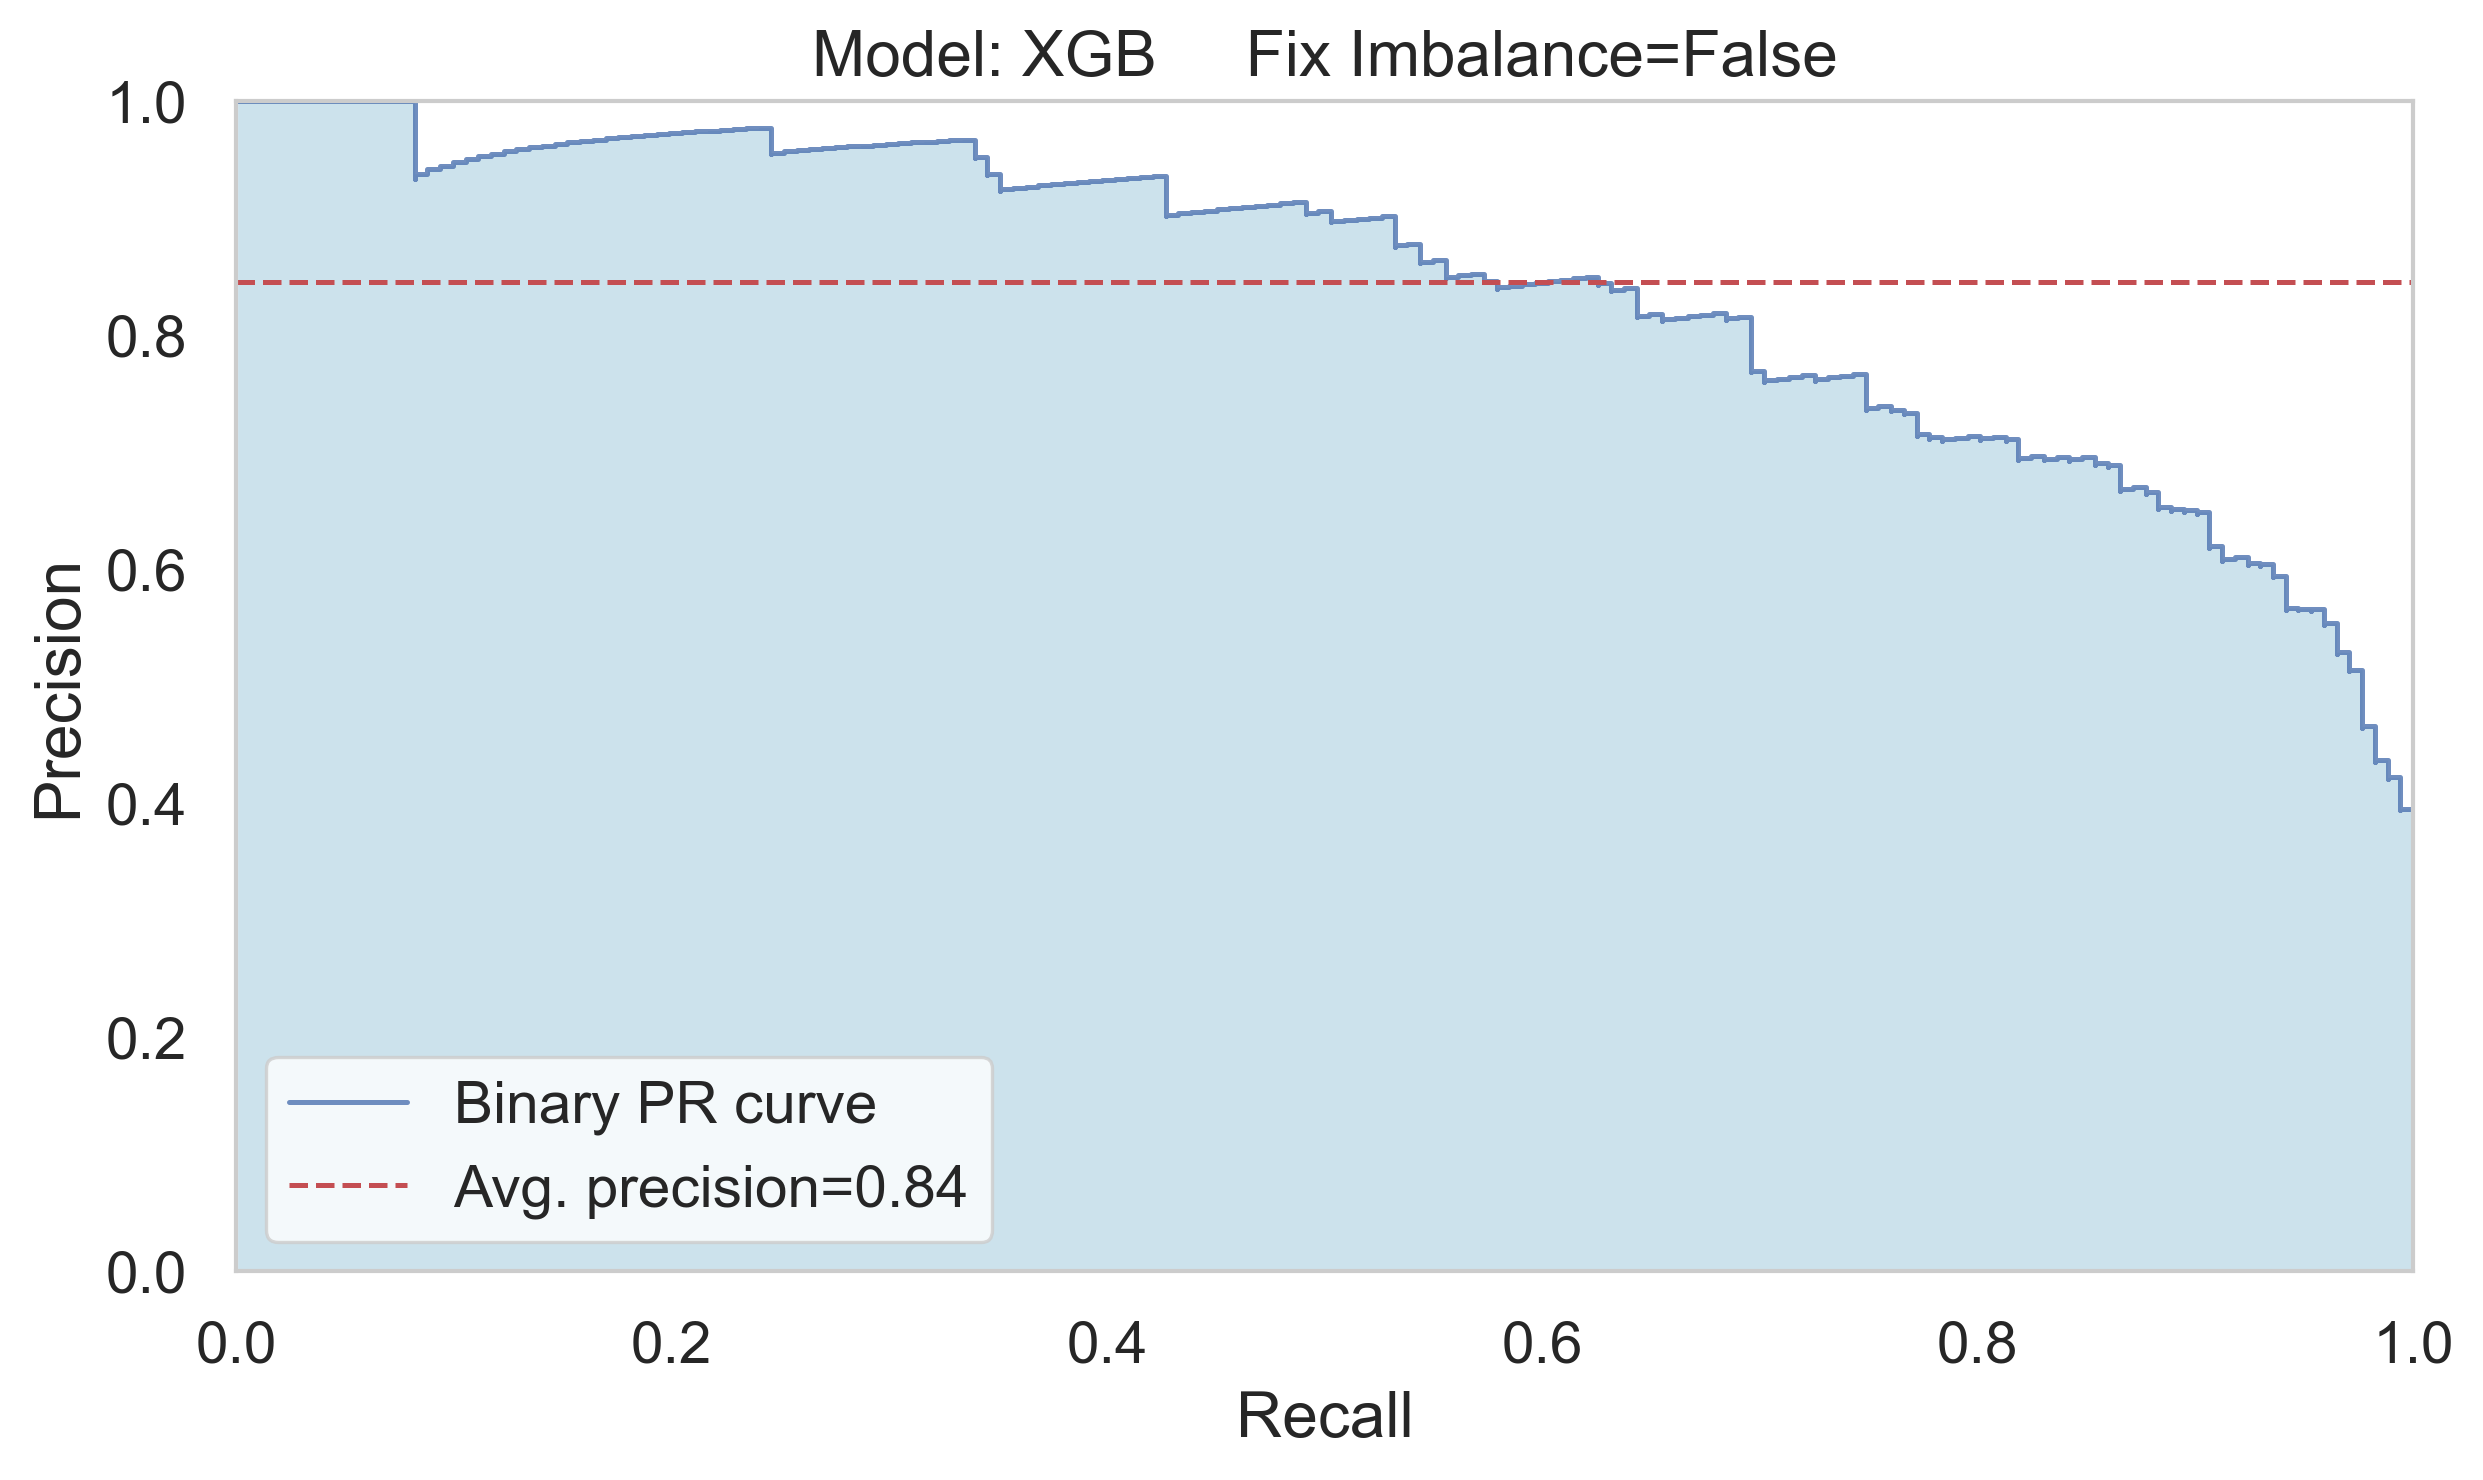 Model: XGB     Fix Imbalance=False
1.0
0.8
0.6
0.4
0.2
0.0
Precision
Binary PR curve
Avg. precision=0.84
0.0 0.2 0.4 0.6 0.8 1.0
Recall